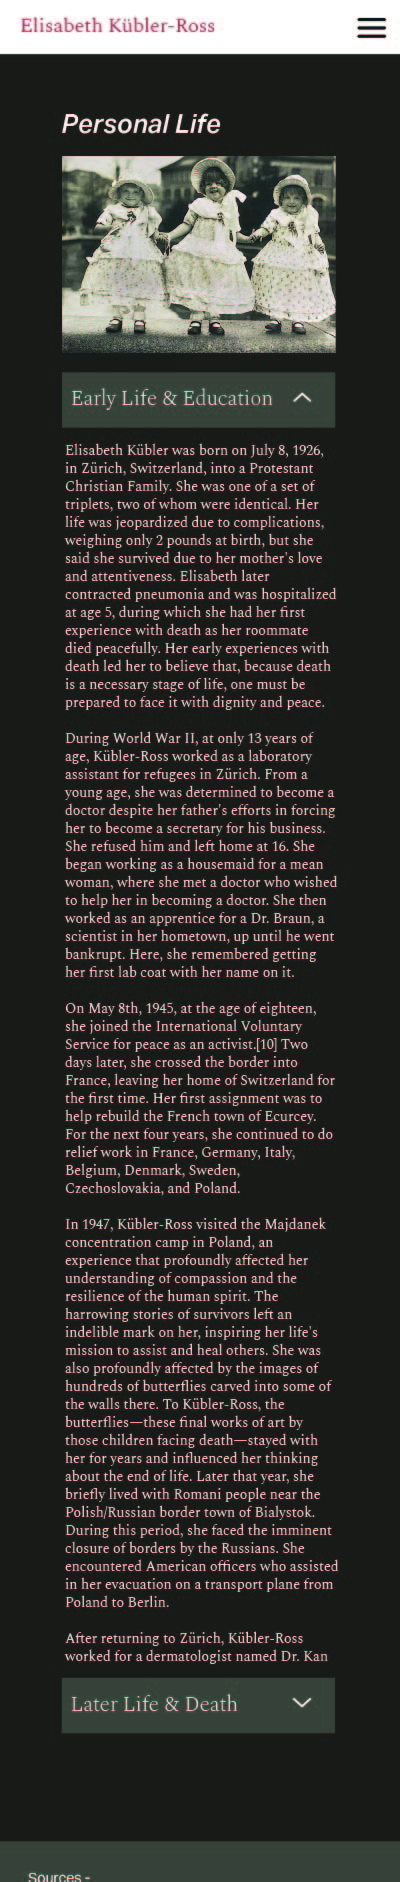 Elisabeth Kübler-Ross
Personal Life
Early Life & Education
Elisabeth Kübler was born on July 8, 1926,
in Zürich, Switzerland, into a Protestant
Christian Family. She was one of a set of
triplets, two of whom were identical. Her
life was jeopardized due to complications,
weighing only 2 pounds at birth, but she
said she survived due to her mother's love
and attentiveness. Elisabeth later
contracted pneumonia and was hospitalized
at age 5, during which she had her first
experience with death as her roommate
died peacefully. Her early experiences with
death led her to believe that, because death
is a necessary stage of life, one must be
prepared to face it with dignity and peace.
During World War II, at only 13 years of
age, Kübler-Ross worked as a laboratory
assistant for refugees in Zürich. From a
young age, she was determined to become a
doctor despite her father's efforts in forcing
her to become a secretary for his business.
She refused him and left home at 16. She
began working as a housemaid for a mean
woman, where she met a doctor who wished
to help her in becoming a doctor. She then
worked as an apprentice for a Dr. Braun, a
scientist in her hometown, up until he went
bankrupt. Here, she remembered getting
her first lab coat with her name on it.
On May 8th, 1945, at the age of eighteen,
she joined the International Voluntary
Service for peace as an activist.[10] Two
days later, she crossed the border into
France, leaving her home of Switzerland for
the first time. Her first assignment was to
help rebuild the French town of Ecurcey.
For the next four years, she continued to do
relief work in France, Germany, Italy,
Belgium, Denmark, Sweden,
Czechoslovakia, and Poland.
In 1947, Kübler-Ross visited the Majdanek
concentration camp in Poland, an
experience that profoundly affected her
understanding of compassion and the
resilience of the human spirit. The
harrowing stories of survivors left an
indelible mark on her, inspiring her life's
mission to assist and heal others. She was
also profoundly affected by the images of
hundreds of butterflies carved into some of
the walls there. To Kübler-Ross, the
butterflies—these final works of art by
those children facing death—stayed with
her for years and influenced her thinking
about the end of life. Later that year, she
briefly lived with Romani people near the
Polish/Russian border town of Bialystok.
During this period, she faced the imminent
closure of borders by the Russians. She
encountered American officers who assisted
in her evacuation on a transport plane from
Poland to Berlin.
After returning to Zürich, Kübler-Ross
worked for a dermatologist named Dr. Kan
Later Life & Death
Sources -